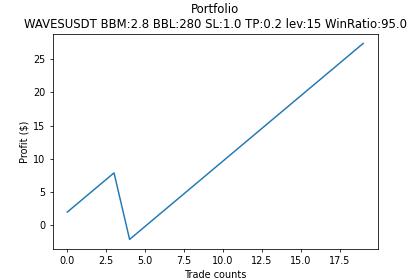 Portfolio
WAVESUSDT BBM:2.8 BBL:280 SL:1.0 TP:0.2 lev:15 WinRatio:95.0
Profit ($)
25
20
15
10
5
0
0.0 2.5 5.0 7.5 10.0 12.5 15.0 17.5
Trade counts